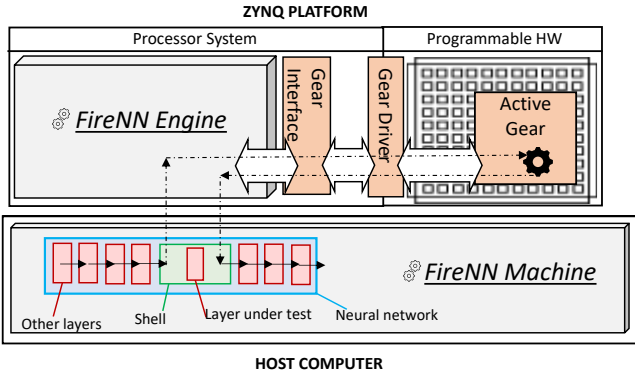 ZYNQ PLATFORM
Processor System
Programmable HW
FireNN Engine
Gear
Interface
Gear Driver
Active
Gear
FireNN Machine
Other layers
Shell
Layer under test
Neural network
HOST COMPUTER